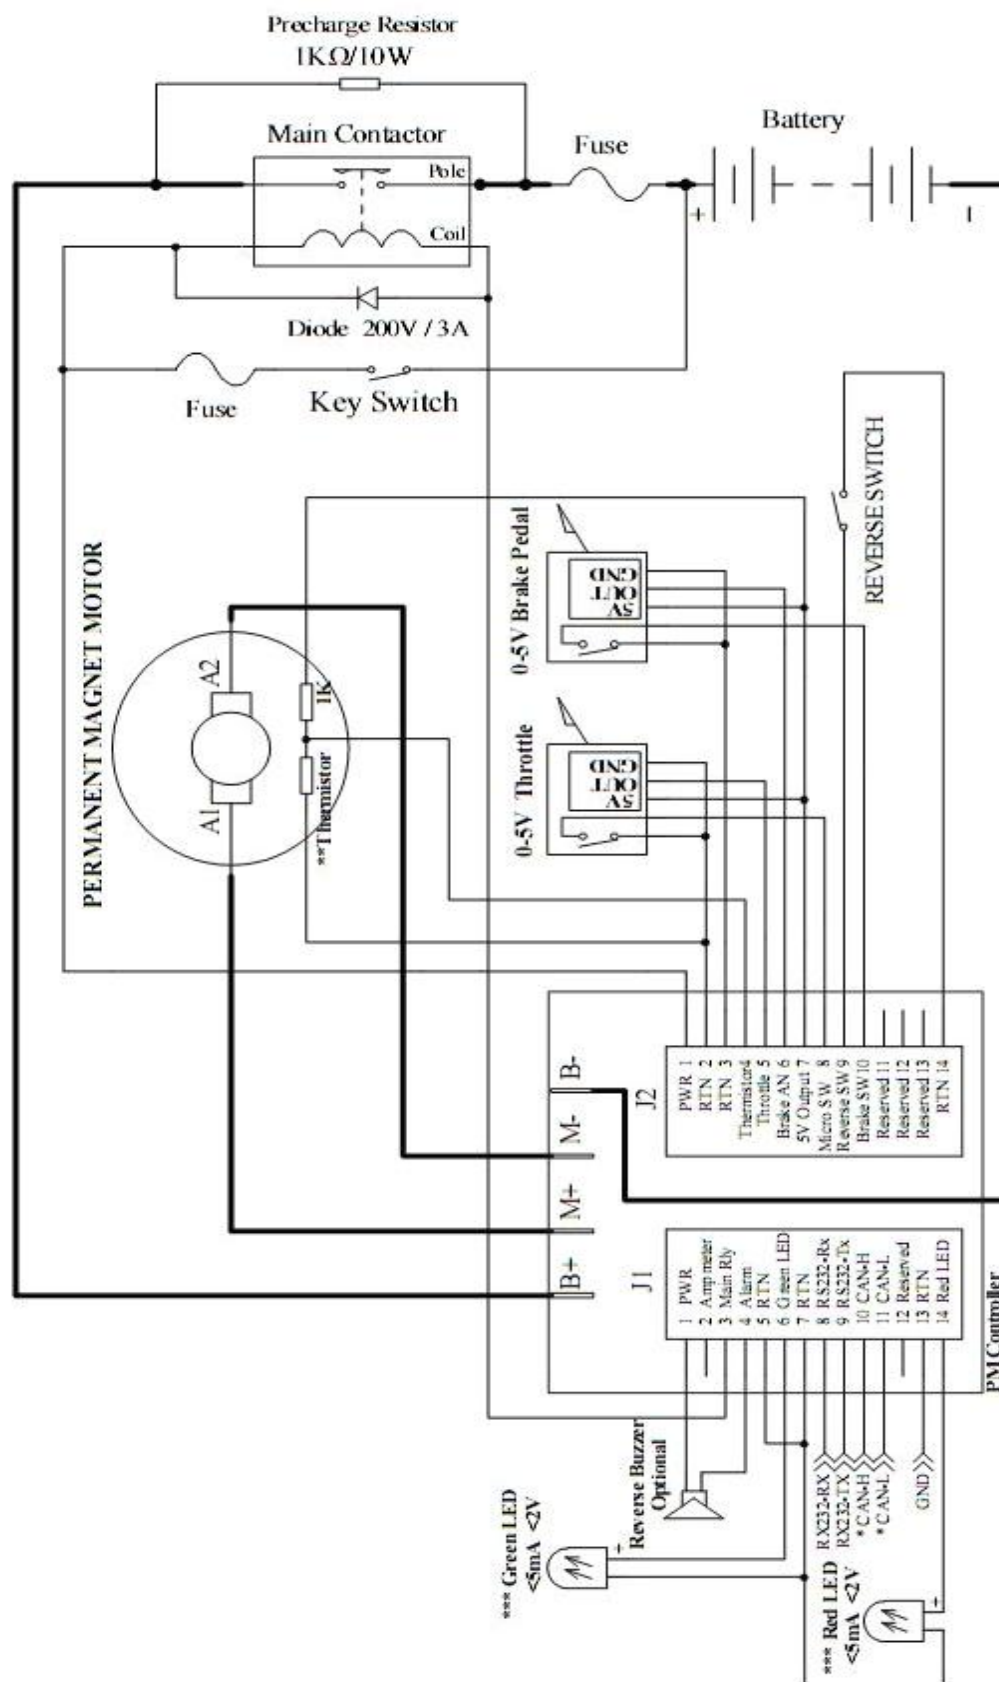 Precharge Resistor
1KΩ/10W
Main Contactor
Pole
Coil
Fuse
Battery
+
-
Diode 200V / 3A
Fuse
Key Switch
REVERSE SWITCH
PERMANENT MAGNET MOTOR
A2
A1
1K
**Thermistor
0-5V Brake Pedal
GND
OUT
5V
0-5V Throttle
GND
OUT
5V
B-
M-
M+
B+
J2
PWR 1
RTN 2
RTN 3
Thermistor4
Throttle 5
Brake AN 6
5V Output 7
Micro SW 8
Reverse SW 9
Brake SW10
Reserved 11
Reserved 12
Reserved 13
RTN 14
J1
1 PWR
2 Ampmeter
3 Main Rly
4 Alarm
5 RTN
6 Green LED
7 RTN
8 RS232-Rx
9 RS232-Tx
10 CAN-H
11 CAN-L
12 Reserved
13 RTN
14 Red LED
PM Controller
Reverse Buzzer
Optional
*** Green LED
<5mA <2V
+
RX232-RX
RX232-TX
*CAN-H
*CAN-L
GND
*** Red LED
<5mA <2V
+